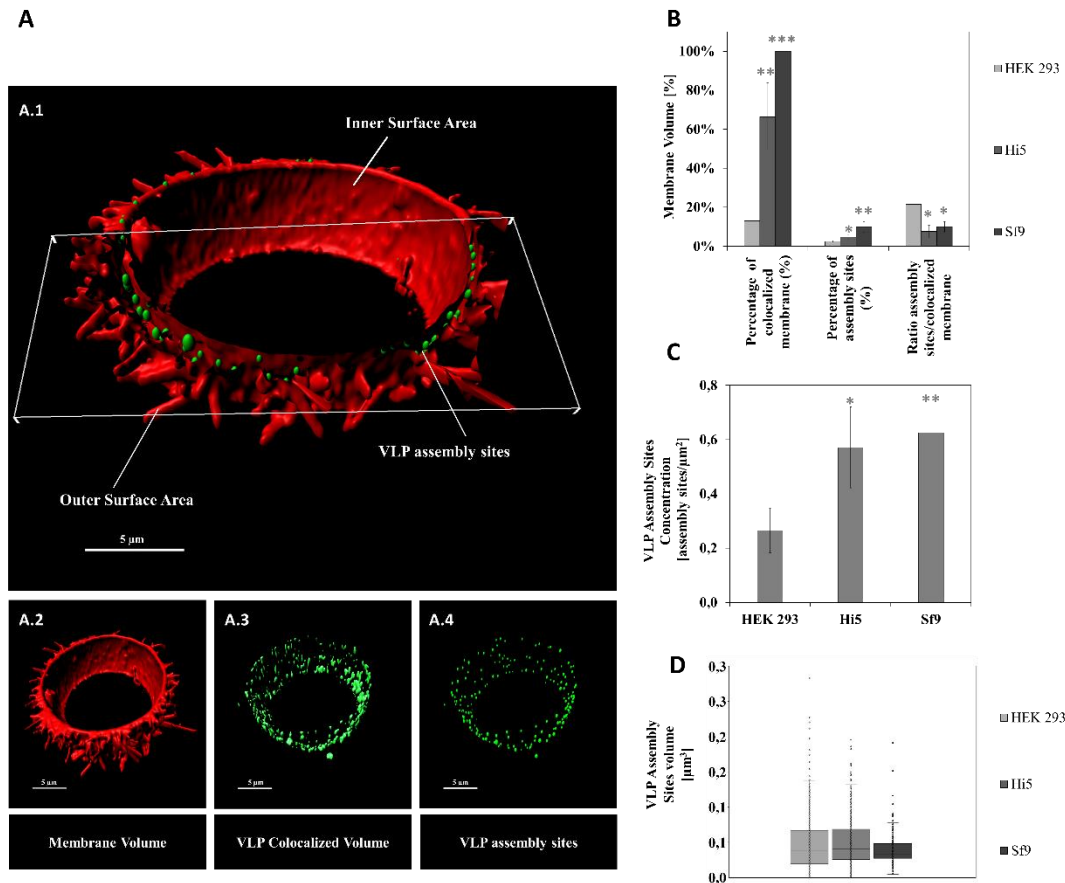 A
A.1
Inner Surface Area
VLP assembly sites
Outer Surface Area
5 µm
A.2
5 µm
Membrane Volume
A.3
5 µm
VLP Colocalized Volume
A.4
5 µm
VLP assembly sites
B
Membrane Volume [%]
100%
80%
60%
40%
20%
0%
** ***
* **
* *
Percentage of
colocalized
membrane (%)
Percentage of
assembly sites
(%)
Ratio assembly
sites/colocalized
membrane
HEK 293
Hi5
Sf9
C
VLP Assembly Sites
Concentration
[assembly sites/µm²]
0,8
0,6
0,4
0,2
0,0
*
**
HEK 293
Hi5
Sf9
D
VLP Assembly
Sites volume
[µm³]
0,3
0,3
0,2
0,2
0,1
0,1
0,0
HEK 293
Hi5
Sf9